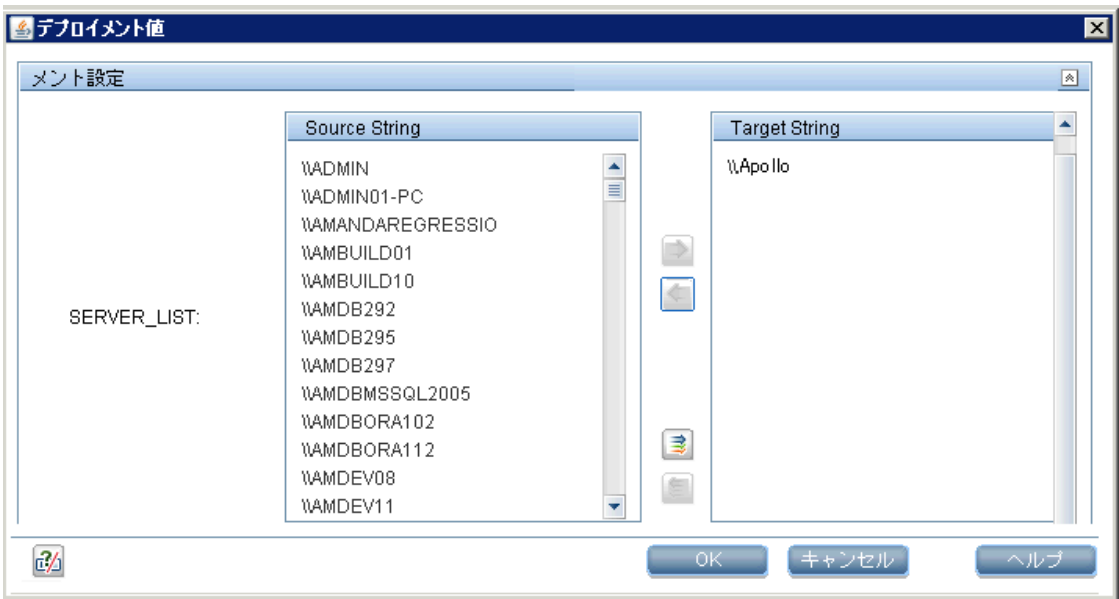 デプロイメント値
メント設定
Source String
Target String
SERVER_LIST:
\\ADMIN
\\ADMIN01-PC
\\AMANDAREGRESSIO
\\AMBUILD01
\\AMBUILD10
\\AMDB292
\\AMDB295
\\AMDB297
\\AMDBMSSQL2005
\\AMDBORA102
\\AMDBORA112
\\AMDEV08
\\AMDEV11
\\Apollo
OK
キャンセル
ヘルプ